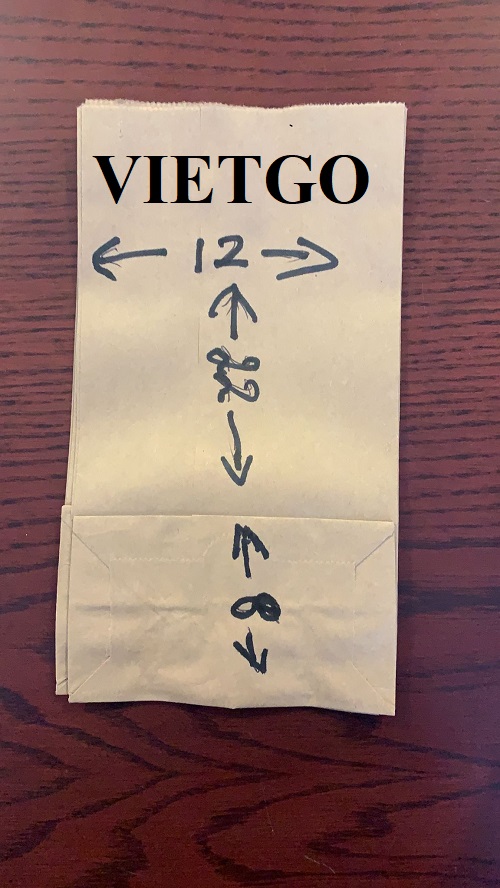 VIETGO
← 12 →
22
8